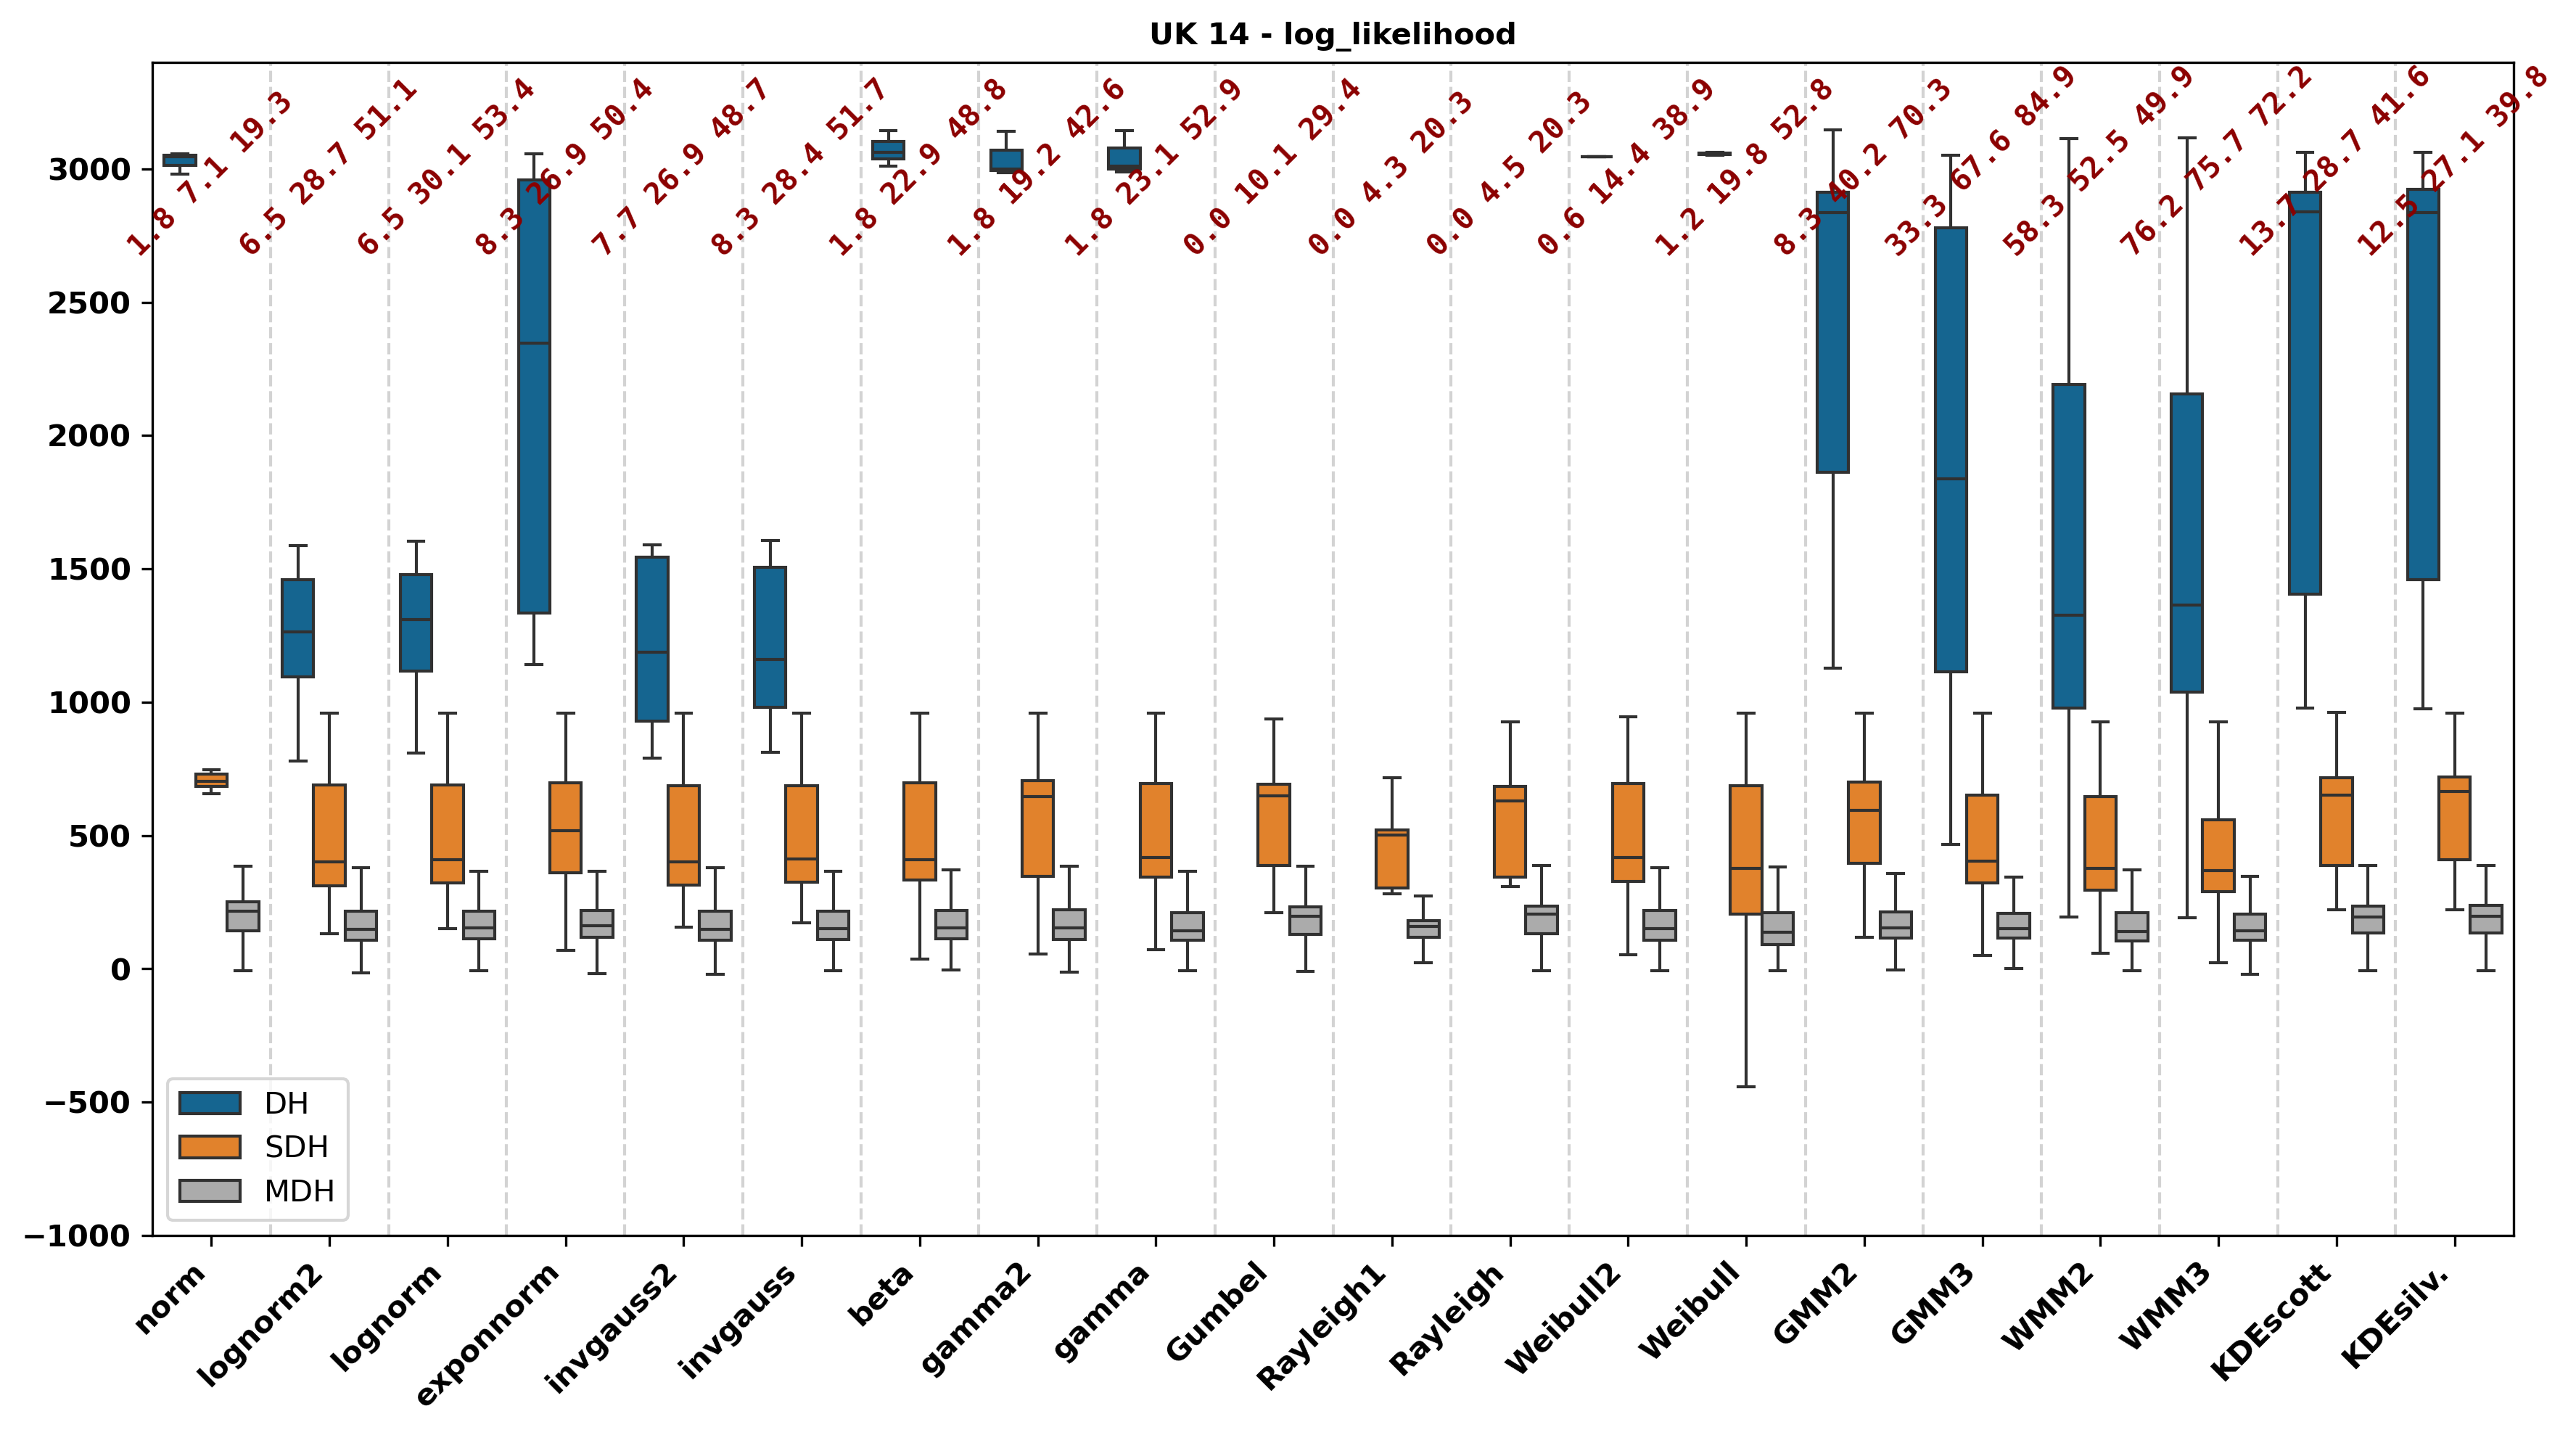 UK 14 - log_likelihood
1.8 7.1 19.3
6.5 28.7 51.1
6.5 30.1 53.4
8.3 26.9 50.4
7.7 26.9 48.7
8.3 28.4 51.7
1.8 22.9 48.8
1.8 19.2 42.6
1.8 23.1 52.9
0.0 10.1 29.4
0.0 4.3 20.3
0.0 4.5 20.3
0.6 14.4 38.9
1.2 19.8 52.8
8.3 40.2 70.3
33.3 67.6 84.9
58.3 52.5 49.9
76.2 75.7 72.2
13.7 28.7 41.6
12.5 27.1 39.8
3000
2500
2000
1500
1000
500
0
−500
−1000
DH
SDH
MDH
norm
lognorm2
lognorm
exponnorm
invgauss2
invgauss
beta
gamma2
gamma
Gumbel
Rayleigh1
Rayleigh
Weibull2
Weibull
GMM2
GMM3
WMM2
WMM3
KDEscott
KDEsilv.